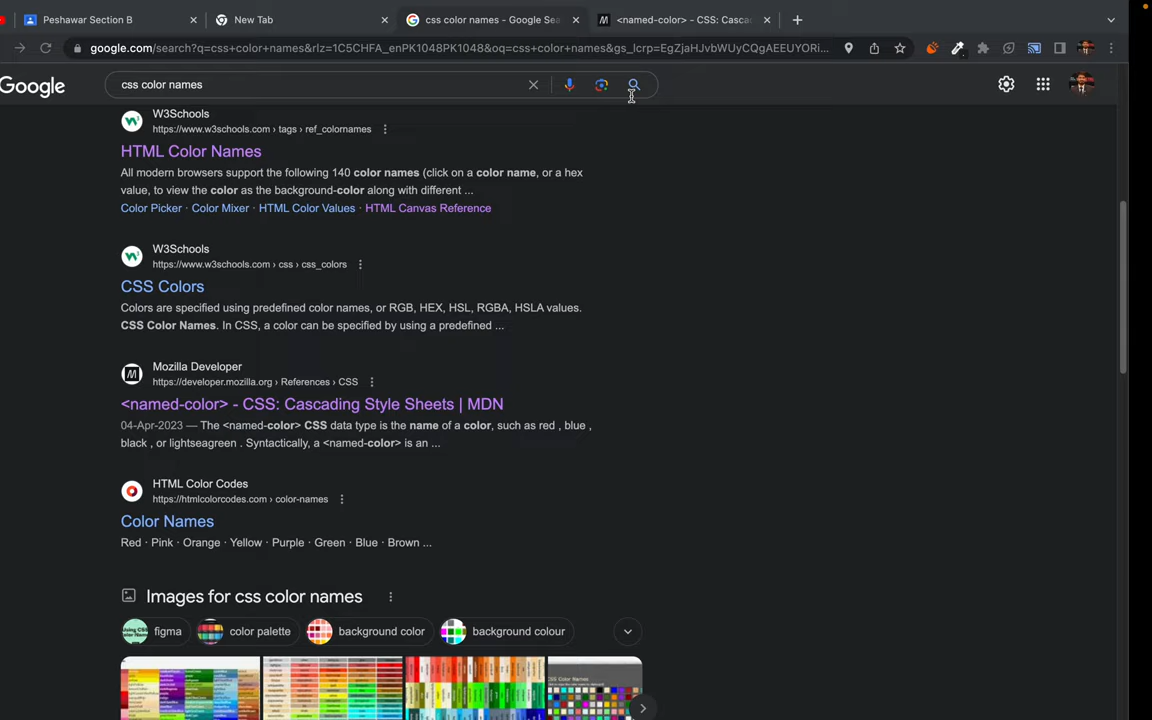 Peshawar Section B
New Tab
css color names - Google Sea
<named-color> - CSS: Casca
google.com/search?q=css+color+names&rlz=1C5CHFA_enPK1048PK1048&oq=css+color+names&gs_lcrp=EgZjaHJvbWUyCQgAEEUYORi...
Google
css color names
W3Schools
https://www.w3schools.com › tags › ref_colornames
HTML Color Names
All modern browsers support the following 140 color names (click on a color name, or a hex
value, to view the color as the background-color along with different ...
Color Picker · Color Mixer · HTML Color Values · HTML Canvas Reference
W3Schools
https://www.w3schools.com › css › css_colors
CSS Colors
Colors are specified using predefined color names, or RGB, HEX, HSL, RGBA, HSLA values.
CSS Color Names. In CSS, a color can be specified by using a predefined ...
Mozilla Developer
https://developer.mozilla.org › References › CSS
<named-color> - CSS: Cascading Style Sheets | MDN
04-Apr-2023 — The <named-color> CSS data type is the name of a color, such as red , blue ,
black , or lightseagreen . Syntactically, a <named-color> is an ...
HTML Color Codes
https://htmlcolorcodes.com › color-names
Color Names
Red · Pink · Orange · Yellow · Purple · Green · Blue · Brown ...
Images for css color names
figma
color palette
background color
background colour